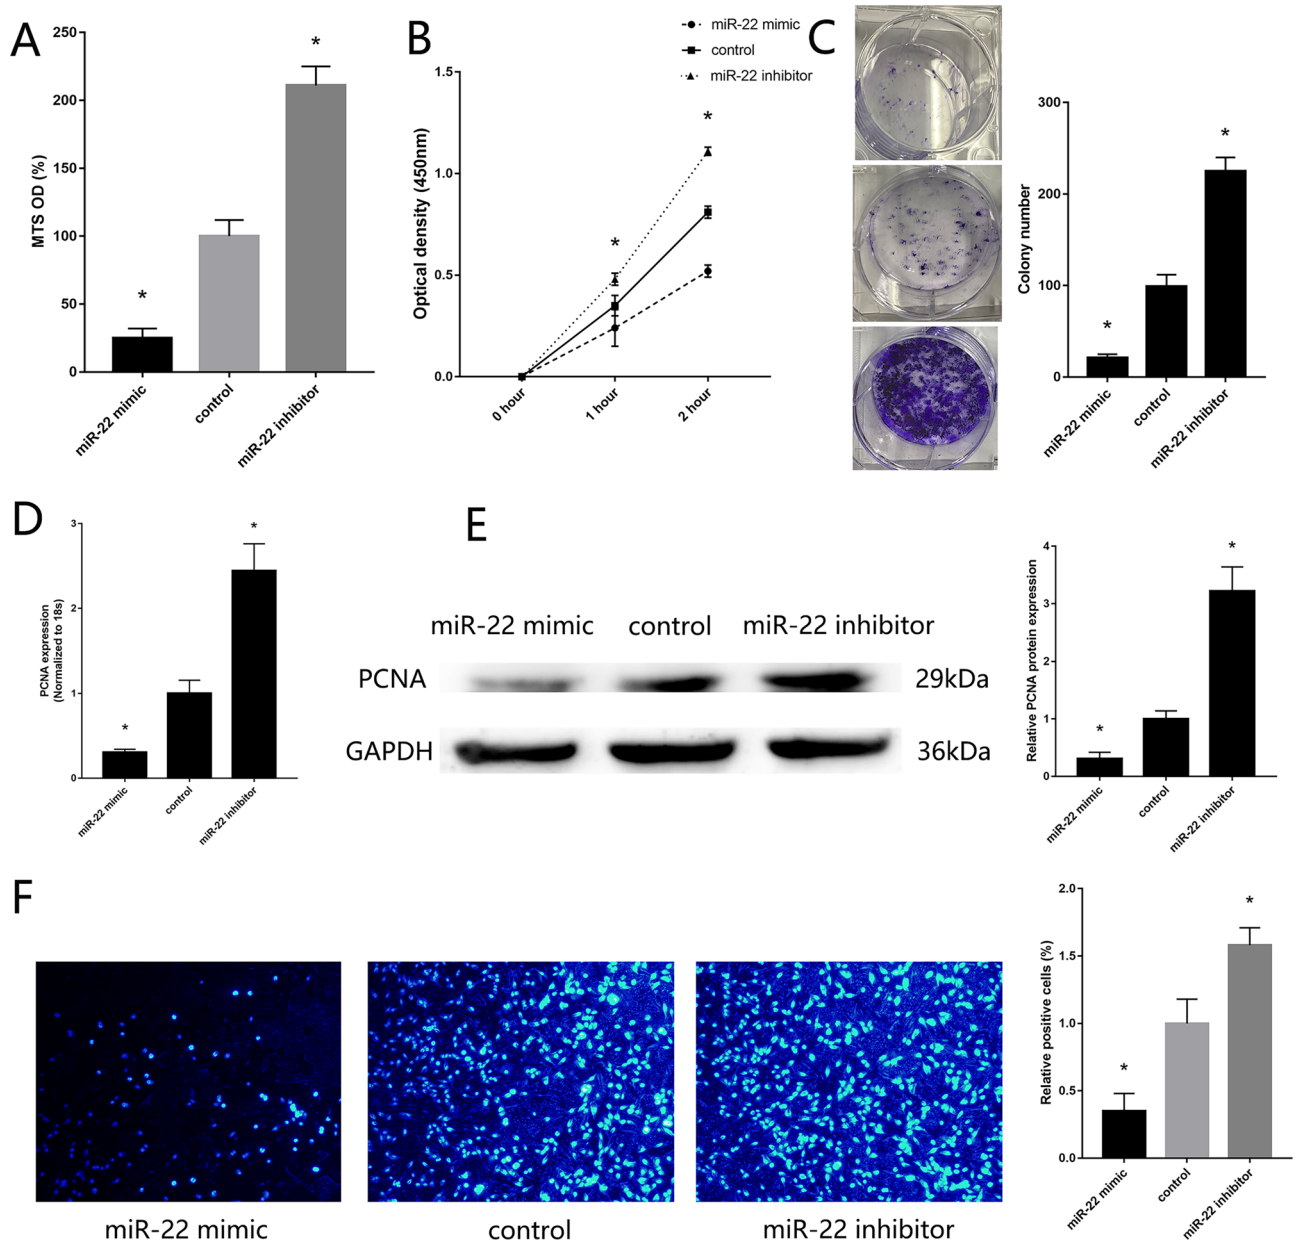 A
250
200
150
100
50
0
MTS OD (%)
*
*
miR-22 mimic
control
miR-22 inhibitor
B
miR-22 mimic
control
miR-22 inhibitor
1.5
1.0
0.5
0.0
Optical density (450nm)
*
*
0 hour
1 hour
2 hour
C
300
200
100
0
Colony number
*
*
miR-22 mimic
control
miR-22 inhibitor
D
3
2
1
0
PCNA expression
(Normalized to 18s)
*
*
miR-22 mimic
control
miR-22 inhibitor
E
miR-22 mimic control miR-22 inhibitor
PCNA 29kDa
GAPDH 36kDa
4
3
2
1
0
Relative PCNA protein expression
*
*
miR-22 mimic
control
miR-22 inhibitor
F
miR-22 mimic control miR-22 inhibitor
2.0
1.5
1.0
0.5
0.0
Relative positive cells (%)
*
*
miR-22 mimic
control
miR-22 inhibitor